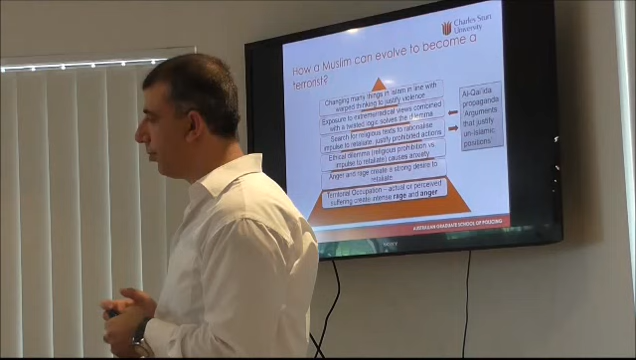 Charles Sturt
University
How a Muslim can evolve to become a
terrorist?
Changing many things in Islam in line with
warped thinking to justify violence
Exposure to extreme/radical views combined
with a twisted logic solves the dilemma
Search for religious texts to rationalise
impulse to retaliate, justify prohibited actions
Ethical dilemma (religious prohibition vs.
impulse to retaliate) causes anxiety
Anger and rage create a strong desire to
retaliate
Territorial Occupation – actual or perceived
suffering create intense rage and anger
Al-Qai'da
propaganda
'Arguments
that justify
un-Islamic
positions
AUSTRALIAN GRADUATE SCHOOL OF POLICING